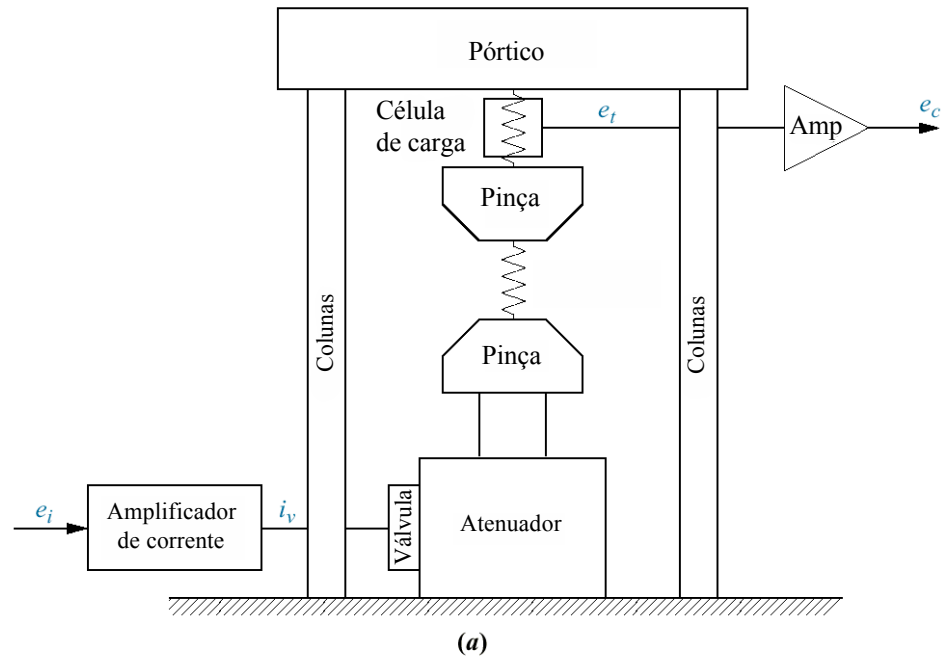 Pórtico
Célula
de carga
e_t
Amp
e_c
Pinça
Colunas
Colunas
Pinça
e_i
Amplificador
de corrente
i_v
Válvula
Atenuador
(a)